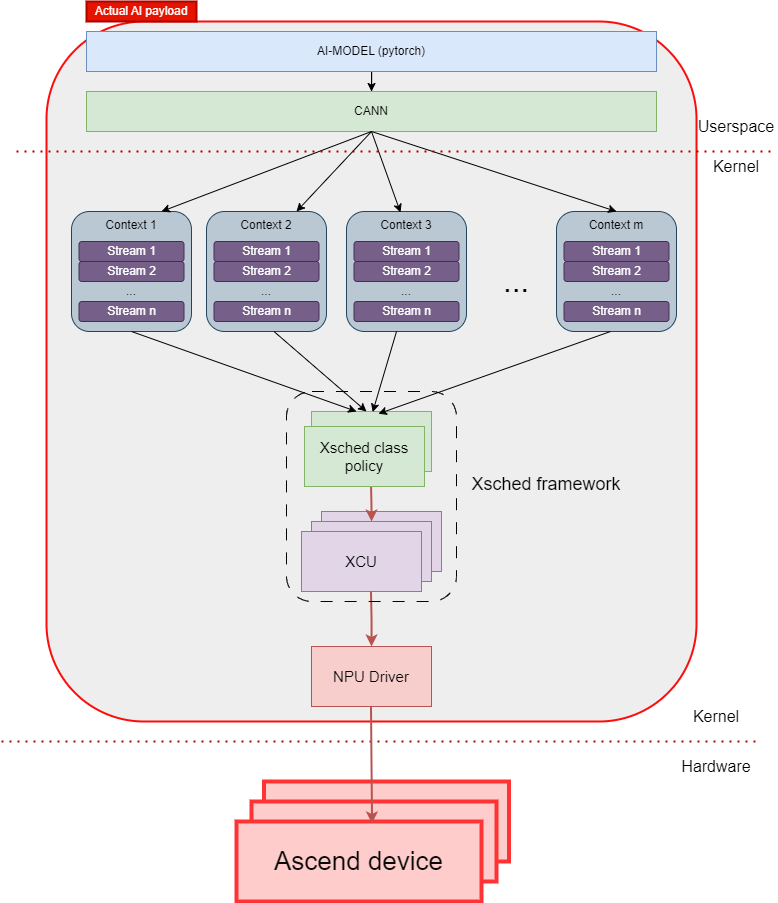 Actual AI payload
AI-MODEL (pytorch)
CANN
Userspace
Kernel
Context 1
Stream 1
Stream 2
...
Stream n
Context 2
Stream 1
Stream 2
...
Stream n
Context 3
Stream 1
Stream 2
...
Stream n
...
Context m
Stream 1
Stream 2
...
Stream n
Xsched class
policy
Xsched framework
XCU
NPU Driver
Kernel
Hardware
Ascend device